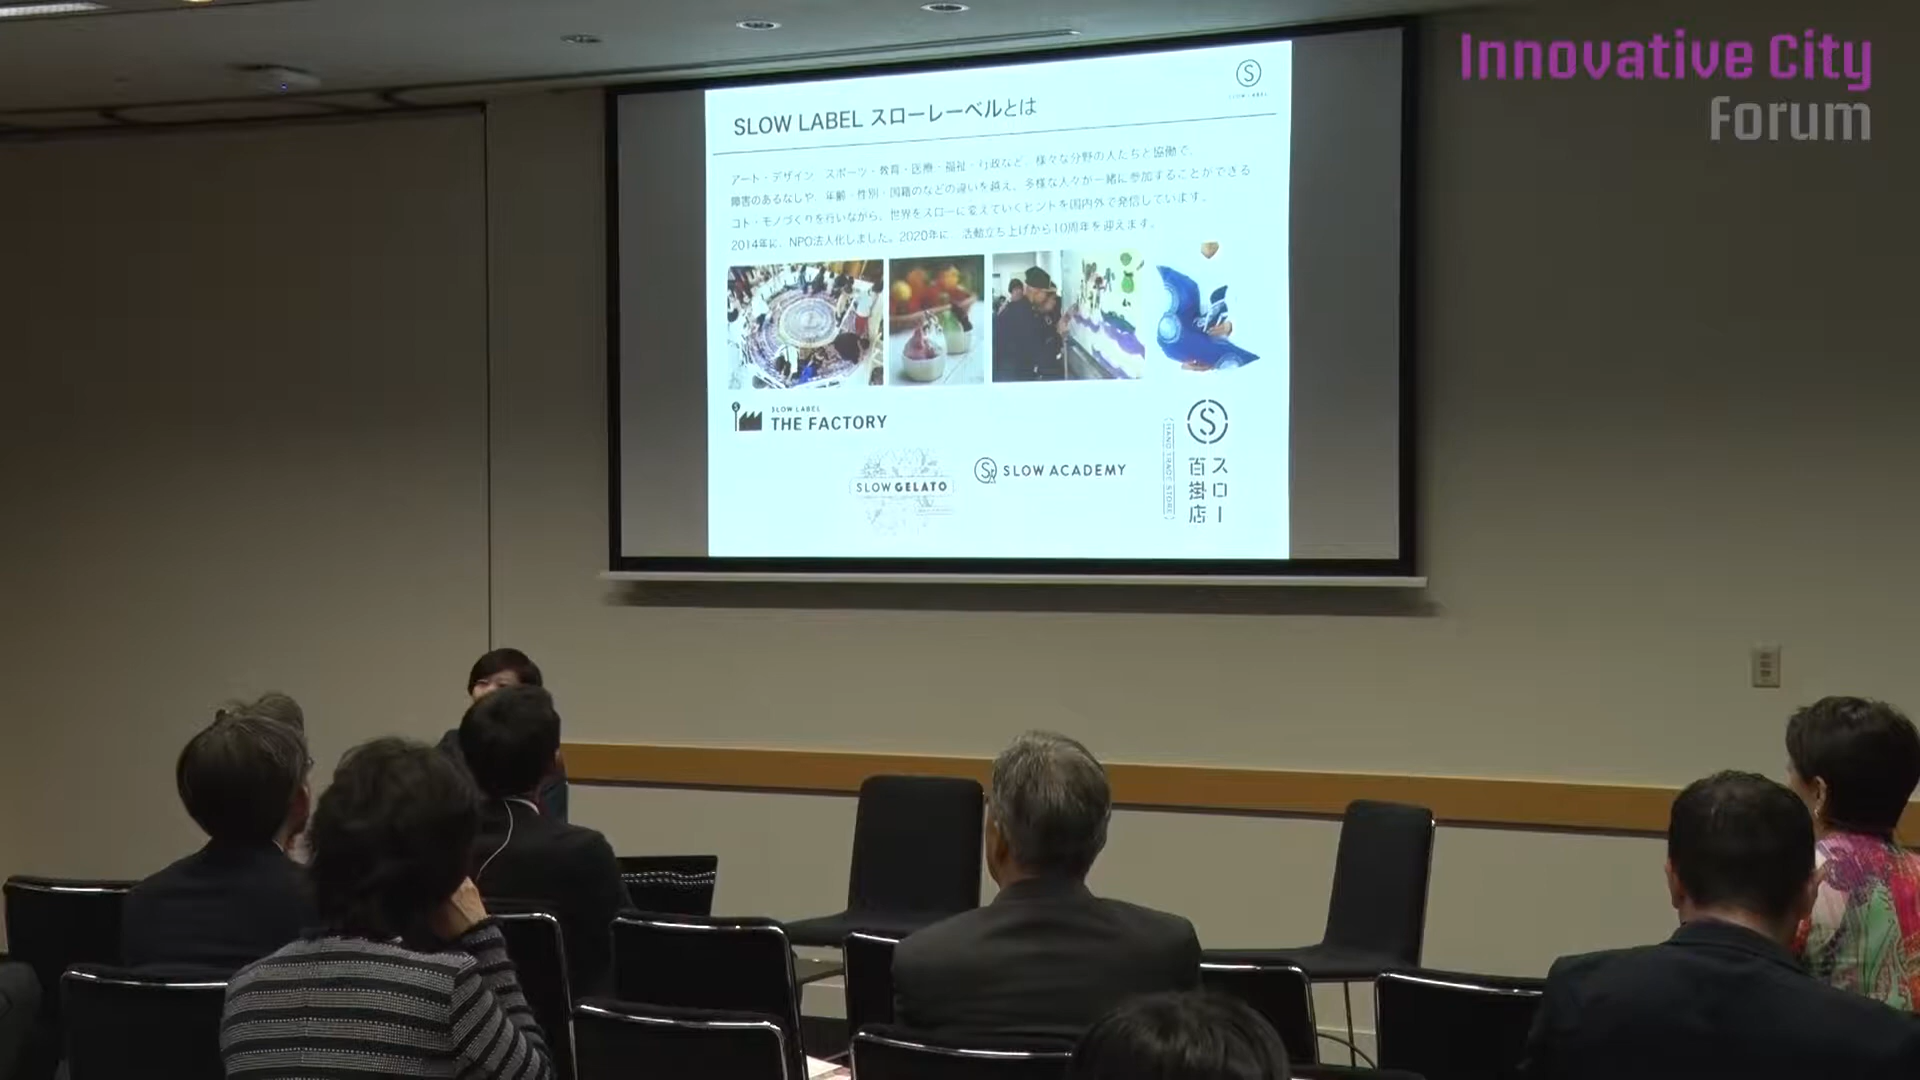 Innovative City
Forum
SLOW LABEL
SLOW LABEL スローレーベルとは
アート・デザイン スポーツ・教育・医療・福祉・行政など、様々な分野の人たちと協働で、
障害のあるなしや、年齢・性別・国籍のなどの違いを越え、多様な人々が一緒に参加することができる
コト・モノづくりを行いながら、世界をスローに変えていくヒントを国内外で発信しています。
2014年に、NPO法人化しました。2020年に 活動立ち上げから10周年を迎えます。
SLOW LABEL
THE FACTORY
SLOW GELATO
SLOW ACADEMY
HAND TRADE STORE
スロー
百掛店